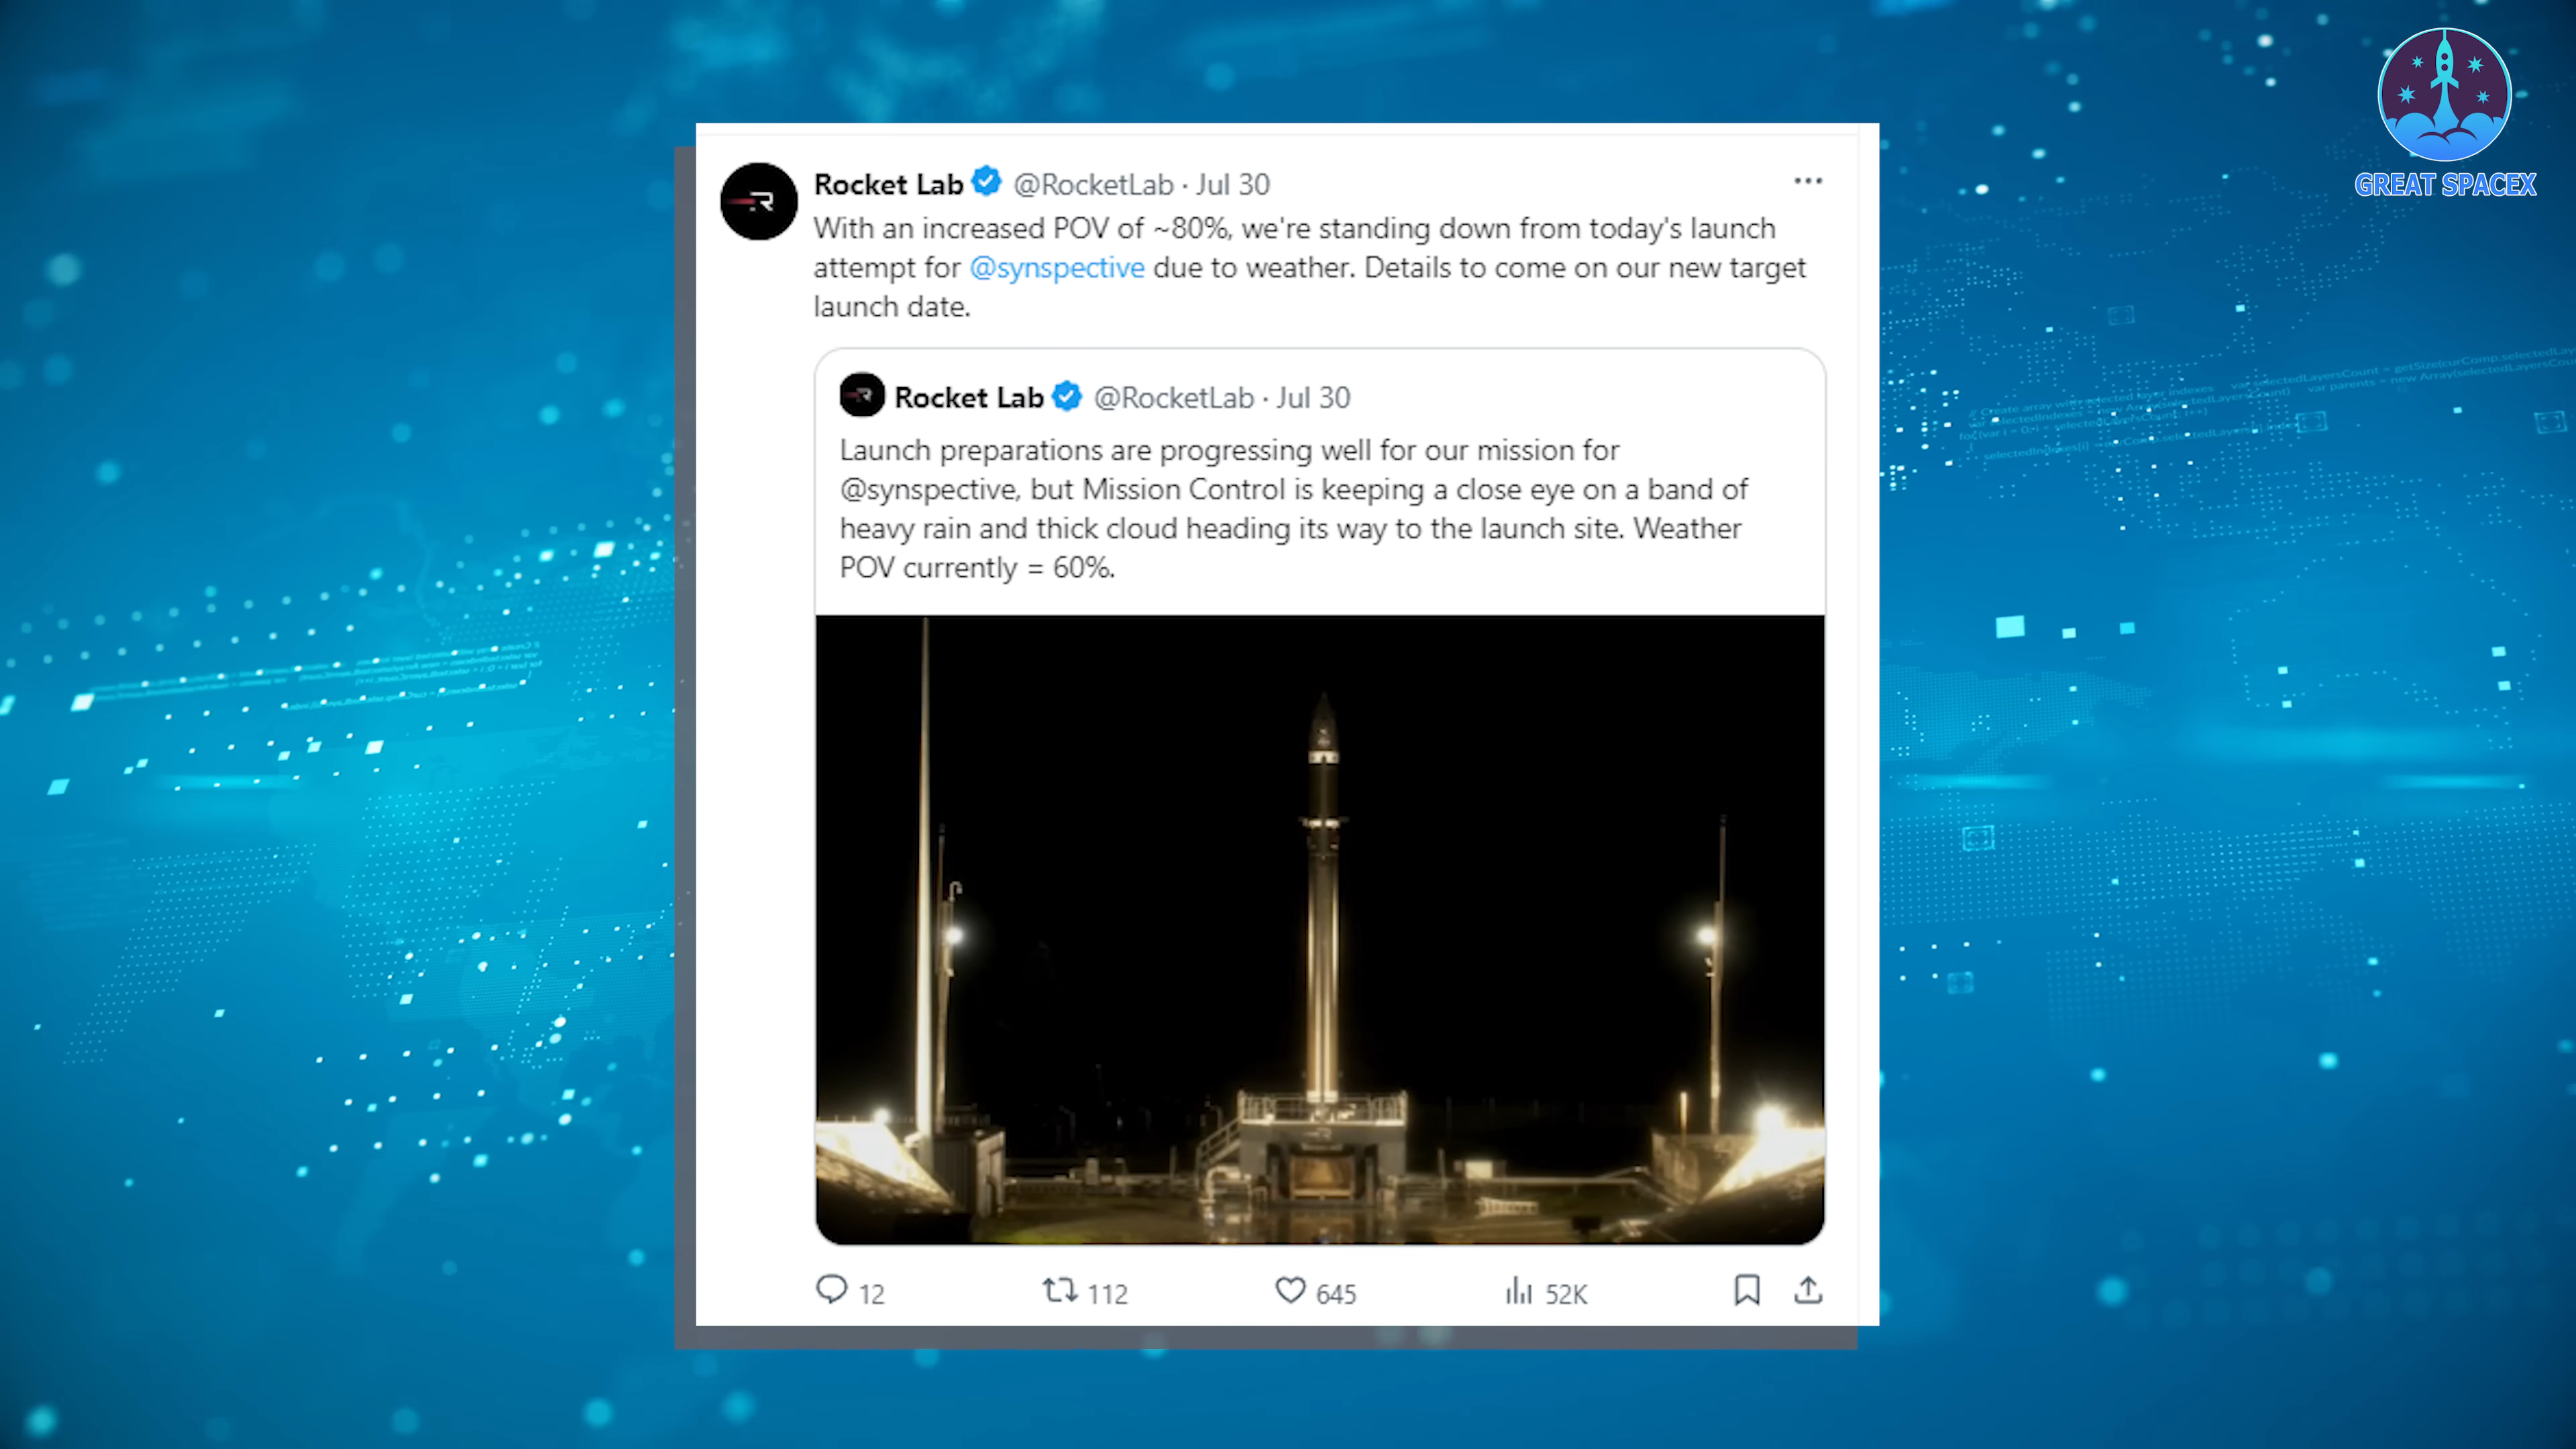 GREAT SPACEX
Rocket Lab @RocketLab · Jul 30
With an increased POV of ~80%, we're standing down from today's launch
attempt for @synspective due to weather. Details to come on our new target
launch date.
Rocket Lab @RocketLab · Jul 30
Launch preparations are progressing well for our mission for
@synspective, but Mission Control is keeping a close eye on a band of
heavy rain and thick cloud heading its way to the launch site. Weather
POV currently = 60%.
12 112 645 52K